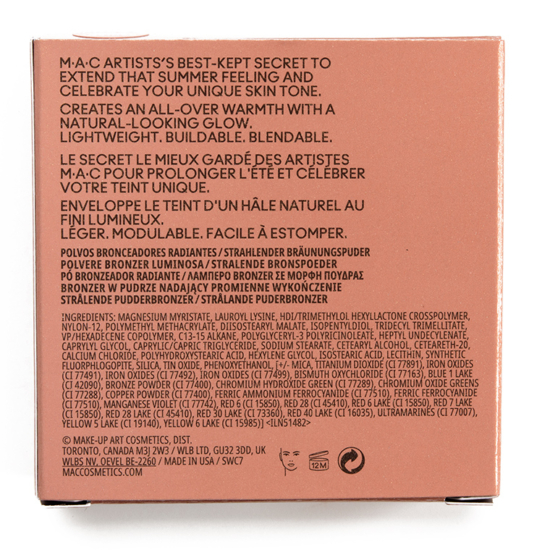 M·A·C ARTISTS'S BEST-KEPT SECRET TO
EXTEND THAT SUMMER FEELING AND
CELEBRATE YOUR UNIQUE SKIN TONE.
CREATES AN ALL-OVER WARMTH WITH A
NATURAL-LOOKING GLOW.
LIGHTWEIGHT. BUILDABLE. BLENDABLE.
LE SECRET LE MIEUX GARDÉ DES ARTISTES
M·A·C POUR PROLONGER L'ÉTÉ ET CÉLÉBRER
VOTRE TEINT UNIQUE.
ENVELOPPE LE TEINT D'UN HÂLE NATUREL AU
FINI LUMINEUX.
LÉGER. MODULABLE. FACILE À ESTOMPER.
POLVOS BRONCEADORES RADIANTES / STRAHLENDER BRÄUNUNGSPUDER
POLVERE BRONZER LUMINOSA / STRALENDE BRONSPOEDER
PÓ BRONZEADOR RADIANTE / ΛΑΜΠΕΡΟ BRONZER ΣΕ ΜΟΡΦΗ ΠΟΥΔΡΑΣ
BRONZER W PUDRZE NADAJĄCY PROMIENNE WYKOŃCZENIE
STRÅLENDE PUDDERBRONZER / STRÅLANDE PUDERBRONZER
INGREDIENTS: MAGNESIUM MYRISTATE, LAUROYL LYSINE, HDI/TRIMETHYLOL HEXYLLACTONE CROSSPOLYMER,
NYLON-12, POLYMETHYL METHACRYLATE, DIISOSTEARYL MALATE, ISOPENTYLDIOL, TRIDECYL TRIMELLITATE,
VP/HEXADECENE COPOLYMER, C13-15 ALKANE, POLYGLYCERYL-3 POLYRICINOLEATE, HEPTYL UNDECYLENATE,
CAPRYLYL GLYCOL, CAPRYLIC/CAPRIC TRIGLYCERIDE, SODIUM STEARATE, CETEARYL ALCOHOL, CETEARETH-20,
CALCIUM CHLORIDE, POLYHYDROXYSTEARIC ACID, HEXYLENE GLYCOL, ISOSTEARIC ACID, LECITHIN, SYNTHETIC
FLUORPHLOGOPITE, SILICA, TIN OXIDE, PHENOXYETHANOL, [+/- MICA, TITANIUM DIOXIDE (CI 77891), IRON OXIDES
(CI 77491), IRON OXIDES (CI 77492), IRON OXIDES (CI 77499), BISMUTH OXYCHLORIDE (CI 77163), BLUE 1 LAKE
(CI 42090), BRONZE POWDER (CI 77400), CHROMIUM HYDROXIDE GREEN (CI 77289), CHROMIUM OXIDE GREENS
(CI 77288), COPPER POWDER (CI 77400), FERRIC AMMONIUM FERROCYANIDE (CI 77510), FERRIC FERROCYANIDE
(CI 77510), MANGANESE VIOLET (CI 77742), RED 6 (CI 15850), RED 28 (CI 45410), RED 6 LAKE (CI 15850), RED 7 LAKE
(CI 15850), RED 28 LAKE (CI 45410), RED 30 LAKE (CI 73360), RED 40 LAKE (CI 16035), ULTRAMARINES (CI 77007),
YELLOW 5 LAKE (CI 19140), YELLOW 6 LAKE (CI 15985)] <ILN51482>
© MAKE-UP ART COSMETICS, DIST.
TORONTO, CANADA M3J 2W3 / WLB LTD, GU32 3DD, UK
WLBS NV, OEVEL BE-2260 / MADE IN USA / SWC7
MACCOSMETICS.COM
12M